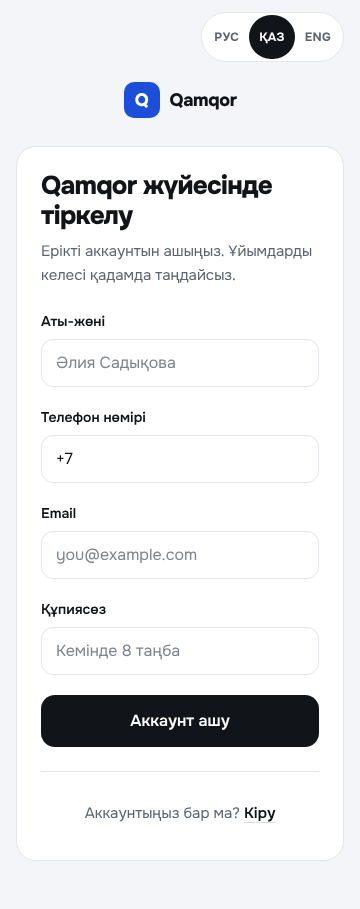 РУС ҚАЗ ENG
Q Qamqor
Qamqor жүйесінде
тіркелу
Ерікті аккаунтын ашыңыз. Ұйымдарды
келесі қадамда таңдайсыз.
Аты-жөні
Әлия Садықова
Телефон нөмірі
+7
Email
you@example.com
Құпиясөз
Кемінде 8 таңба
Аккаунт ашу
Аккаунтыңыз бар ма? Кіру